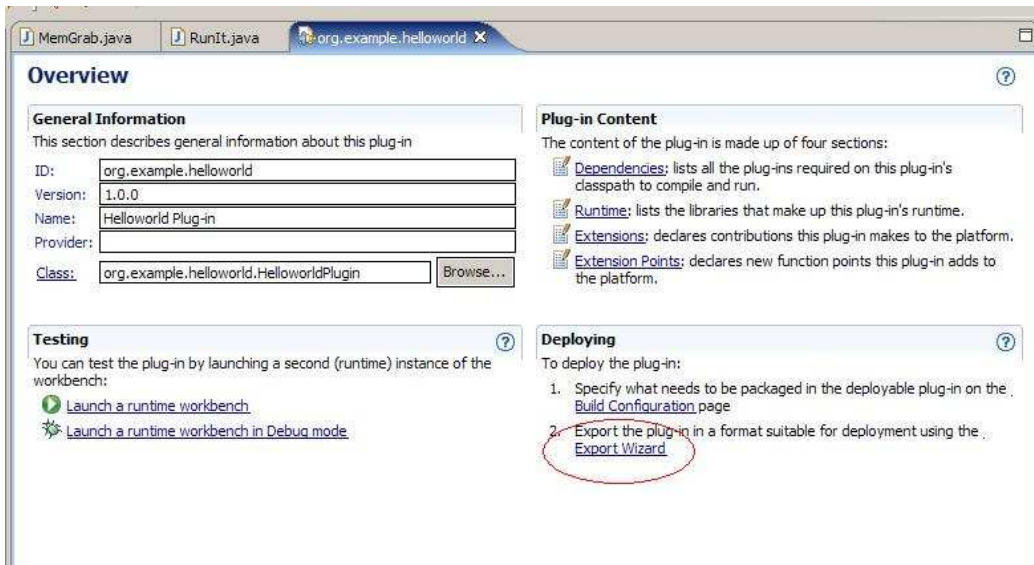 MemGrab.java
RunIt.java
org.example.helloworld
Overview
General Information
This section describes general information about this plug-in
ID:
org.example.helloworld
Version:
1.0.0
Name:
Helloworld Plug-in
Provider:
Class:
org.example.helloworld.HelloworldPlugin
Browse...
Plug-in Content
The content of the plug-in is made up of four sections:
Dependencies: lists all the plug-ins required on this plug-in's
classpath to compile and run.
Runtime: lists the libraries that make up this plug-in's runtime.
Extensions: declares contributions this plug-in makes to the platform.
Extension Points: declares new function points this plug-in adds to
the platform.
Testing
You can test the plug-in by launching a second (runtime) instance of the
workbench:
Launch a runtime workbench
Launch a runtime workbench in Debug mode
Deploying
To deploy the plug-in:
1. Specify what needs to be packaged in the deployable plug-in on the
Build Configuration page
2. Export the plug-in in a format suitable for deployment using the
Export Wizard